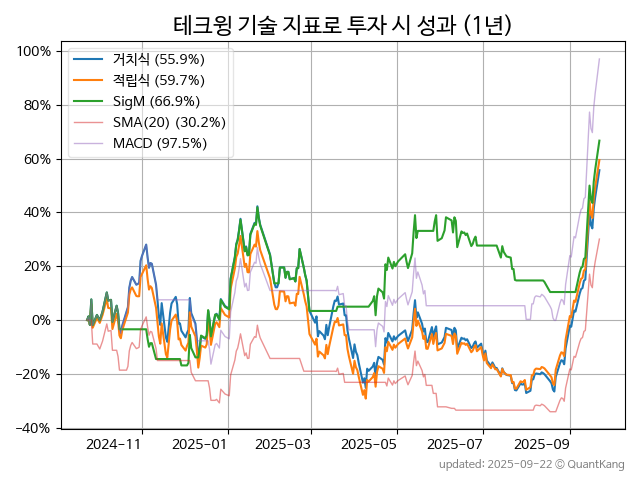 테크윙 기술 지표로 투자 시 성과 (1년)
100%
80%
60%
40%
20%
0%
−20%
−40%
거치식 (55.9%)
적립식 (59.7%)
SigM (66.9%)
SMA(20) (30.2%)
MACD (97.5%)
2024-11 2025-01 2025-03 2025-05 2025-07 2025-09
updated: 2025-09-22 © QuantKang